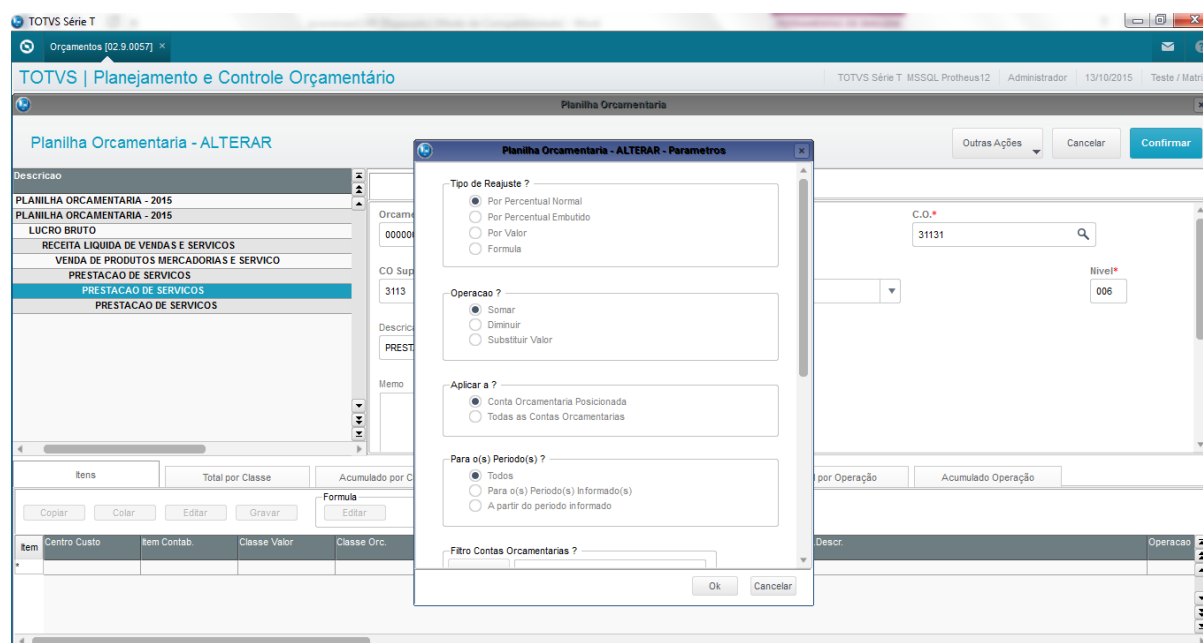 TOTVS Série T
Orçamentos [02.9.0057] ×
TOTVS | Planejamento e Controle Orçamentário
TOTVS Série T MSSQL Protheus12 Administrador 13/10/2015 Teste / Matri
Planilha Orcamentaria
Planilha Orcamentaria - ALTERAR
Outras Ações
Cancelar
Confirmar
Descricao
PLANILHA ORCAMENTARIA - 2015
PLANILHA ORCAMENTARIA - 2015
LUCRO BRUTO
RECEITA LIQUIDA DE VENDAS E SERVICOS
VENDA DE PRODUTOS MERCADORIAS E SERVICO
PRESTACAO DE SERVICOS
PRESTACAO DE SERVICOS
PRESTACAO DE SERVICOS
Orcame
00000
CO Sup
3113
Descric
PREST
Memo
C.O.*
31131
Nivel*
006
Planilha Orcamentaria - ALTERAR - Parametros
Tipo de Reajuste ?
Por Percentual Normal
Por Percentual Embutido
Por Valor
Formula
Operacao ?
Somar
Diminuir
Substituir Valor
Aplicar a ?
Conta Orcamentaria Posicionada
Todas as Contas Orcamentarias
Para o(s) Periodo(s) ?
Todos
Para o(s) Periodo(s) Informado(s)
A partir do periodo informado
Filtro Contas Orcamentarias ?
Ok
Cancelar
Itens
Total por Classe
Acumulado por C
l por Operação
Acumulado Operação
Copiar
Colar
Editar
Gravar
Formula
Editar
Item
Centro Custo
Item Contab.
Classe Valor
Classe Orc.
Descr.
Operacao
*